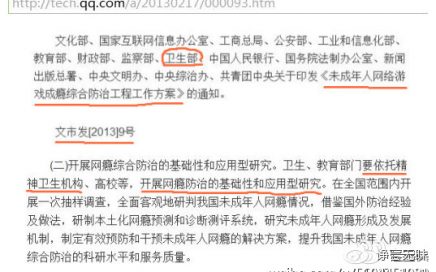 http://tech.qq.com/a/20130217/000093.htm
文化部、国家互联网信息办公室、工商总局、公安部、工业和信息化部、
教育部、财政部、监察部、卫生部、中国人民银行、国务院法制办公室、新闻
出版总署、中央文明办、中央综治办、共青团中央关于印发《未成年人网络游
戏成瘾综合防治工程工作方案》的通知。
文市发[2013]9号
(二)开展网瘾综合防治的基础性和应用型研究。卫生、教育部门要依托精
神卫生机构、高校等，开展网瘾防治的基础性和应用型研究。在全国范围内开
展一次抽样调查，全面客观地研判我国未成年人网瘾情况，借鉴国外防治经验
及做法，研制本土化网瘾预测和诊断测评系统，研究未成年人网瘾形成及发展
机制，制定有效预防和干预未成年人网瘾的解决方案，提升我国未成年人网瘾
综合防治的科研水平和服务质量。